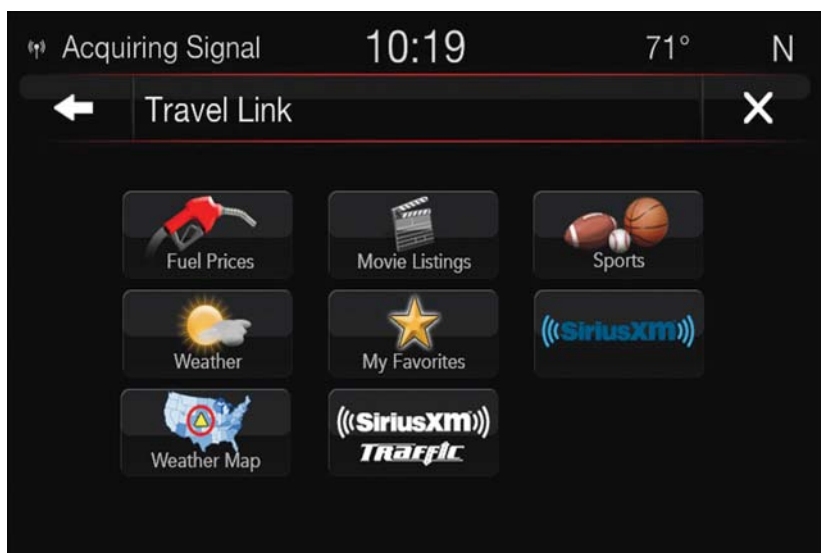 Acquiring Signal 10:19 71° N
Travel Link
Fuel Prices Movie Listings Sports
Weather My Favorites ((SiriusXM))
Weather Map ((SiriusXM))
Traffic